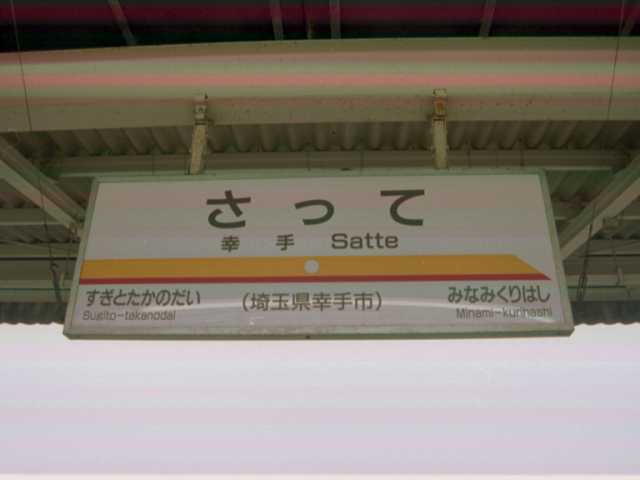 さって
幸手 Satte
すぎとたかのだい
Sugito-takanodai
(埼玉県幸手市)
みなみくりはし
Minami-kurihashi